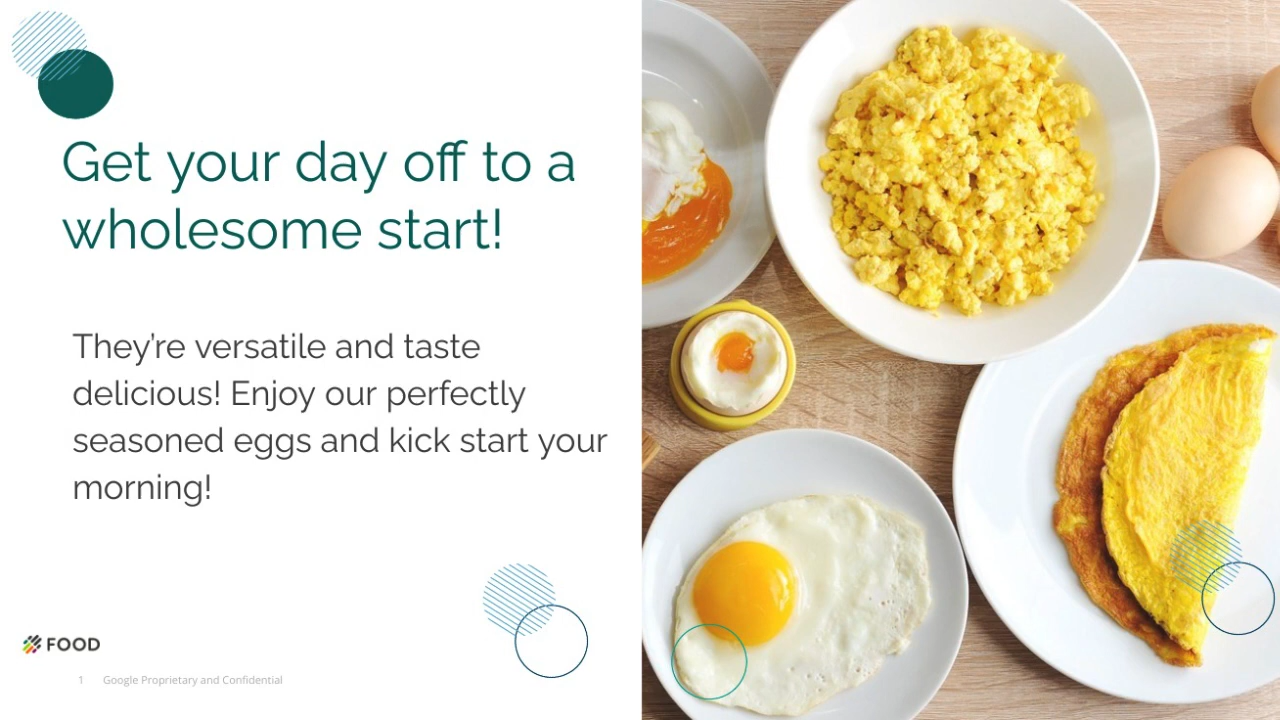 Get your day off to a
wholesome start!
They're versatile and taste
delicious! Enjoy our perfectly
seasoned eggs and kick start your
morning!
FOOD
1 Google Proprietary and Confidential